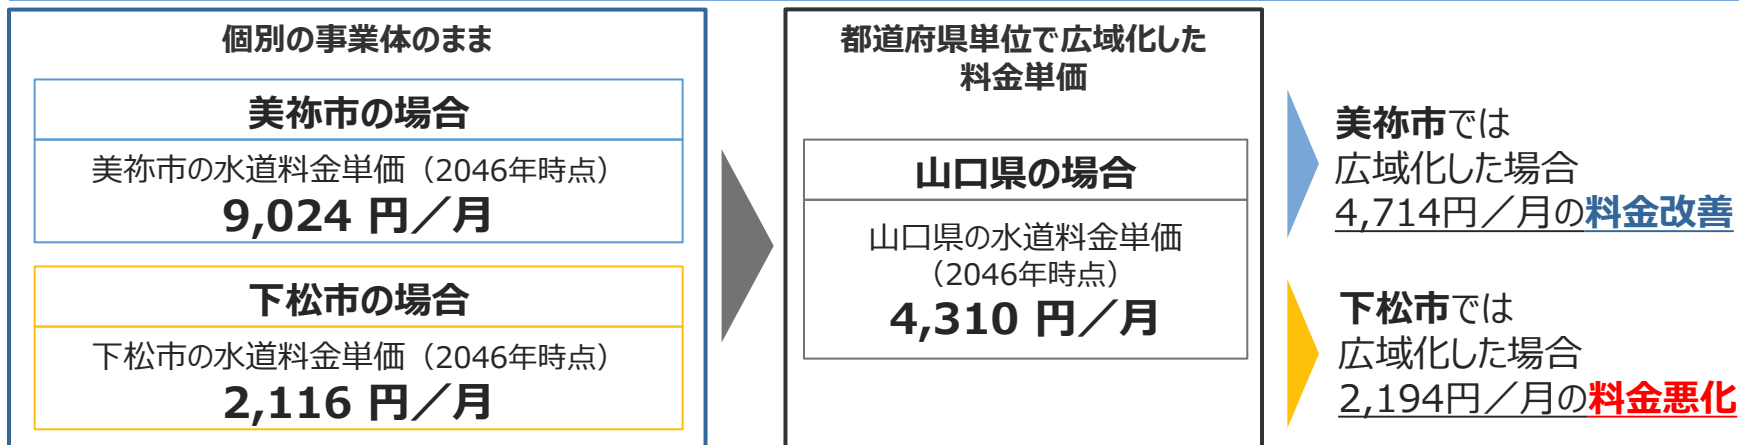 個別の事業体のまま
美祢市の場合
美祢市の水道料金単価（2046年時点）
9,024 円／月
下松市の場合
下松市の水道料金単価（2046年時点）
2,116 円／月
都道府県単位で広域化した
料金単価
山口県の場合
山口県の水道料金単価
（2046年時点）
4,310 円／月
美祢市では
広域化した場合
4,714円／月の料金改善
下松市では
広域化した場合
2,194円／月の料金悪化